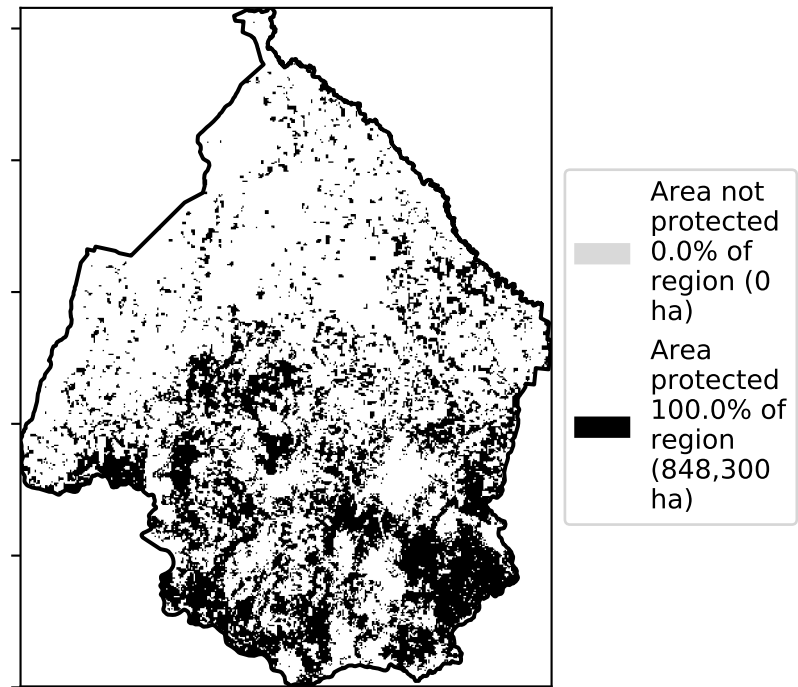 Area not
protected
0.0% of
region (0
ha)
Area
protected
100.0% of
region
(848,300
ha)